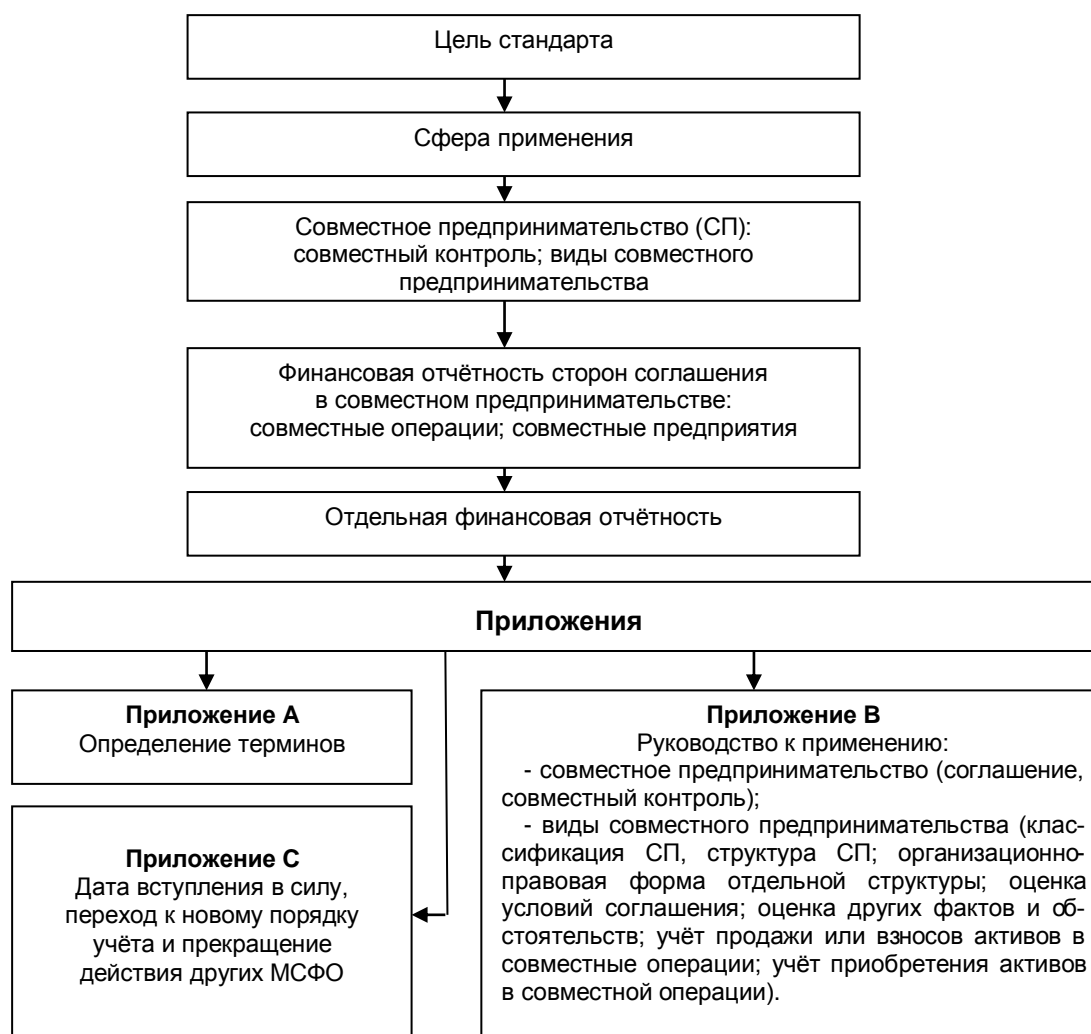 Цель стандарта
Сфера применения
Совместное предпринимательство (СП):
совместный контроль; виды совместного
предпринимательства
Финансовая отчётность сторон соглашения
в совместном предпринимательстве:
совместные операции; совместные предприятия
Отдельная финансовая отчётность
Приложения
Приложение А
Определение терминов
Приложение С
Дата вступления в силу,
переход к новому порядку
учёта и прекращение
действия других МСФО
Приложение В
Руководство к применению:
- совместное предпринимательство (соглашение,
совместный контроль);
- виды совместного предпринимательства (клас-
сификация СП, структура СП; организационно-
правовая форма отдельной структуры; оценка
условий соглашения; оценка других фактов и об-
стоятельств; учёт продажи или взносов активов в
совместные операции; учёт приобретения активов
в совместной операции).